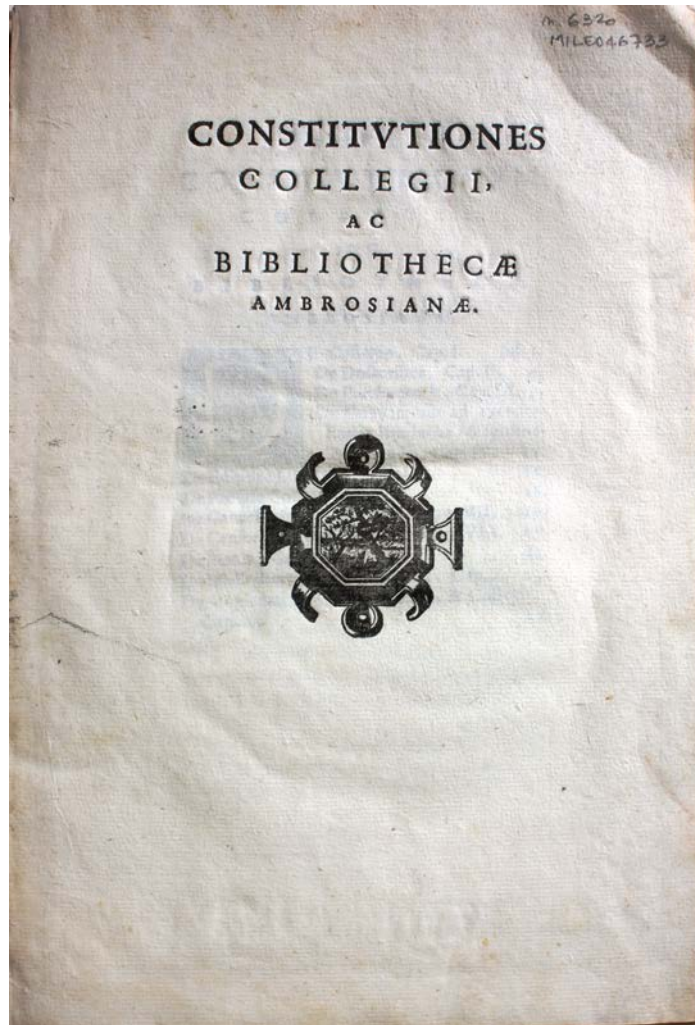 n. 6320
MILE046733
CONSTITVTIONES
COLLEGII,
AC
BIBLIOTHECÆ
AMBROSIANÆ.